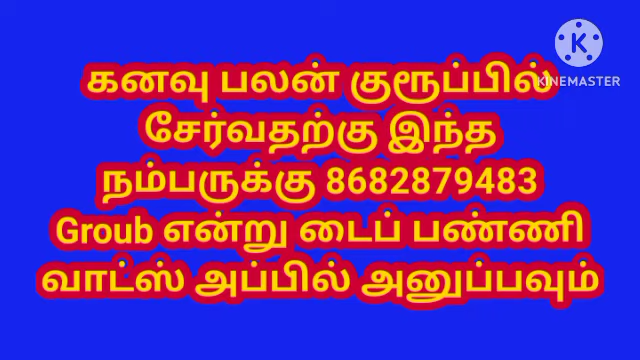 கனவு பலன் குரூப்பில்
சேர்வதற்கு இந்த
நம்பருக்கு 8682879483
Groub என்று டைப் பண்ணி
வாட்ஸ் அப்பில் அனுப்பவும்
K
KINEMASTER